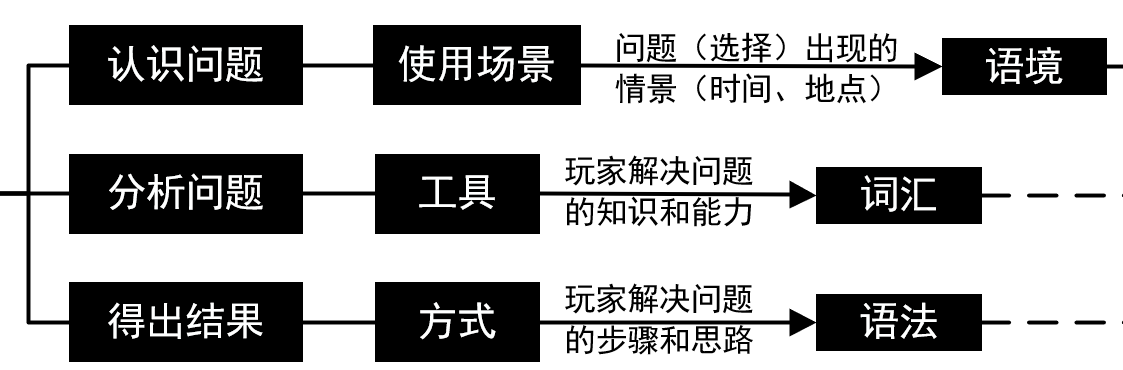 认识问题
使用场景
问题（选择）出现的
情景（时间、地点）
语境
分析问题
工具
玩家解决问题
的知识和能力
词汇
得出结果
方式
玩家解决问题
的步骤和思路
语法